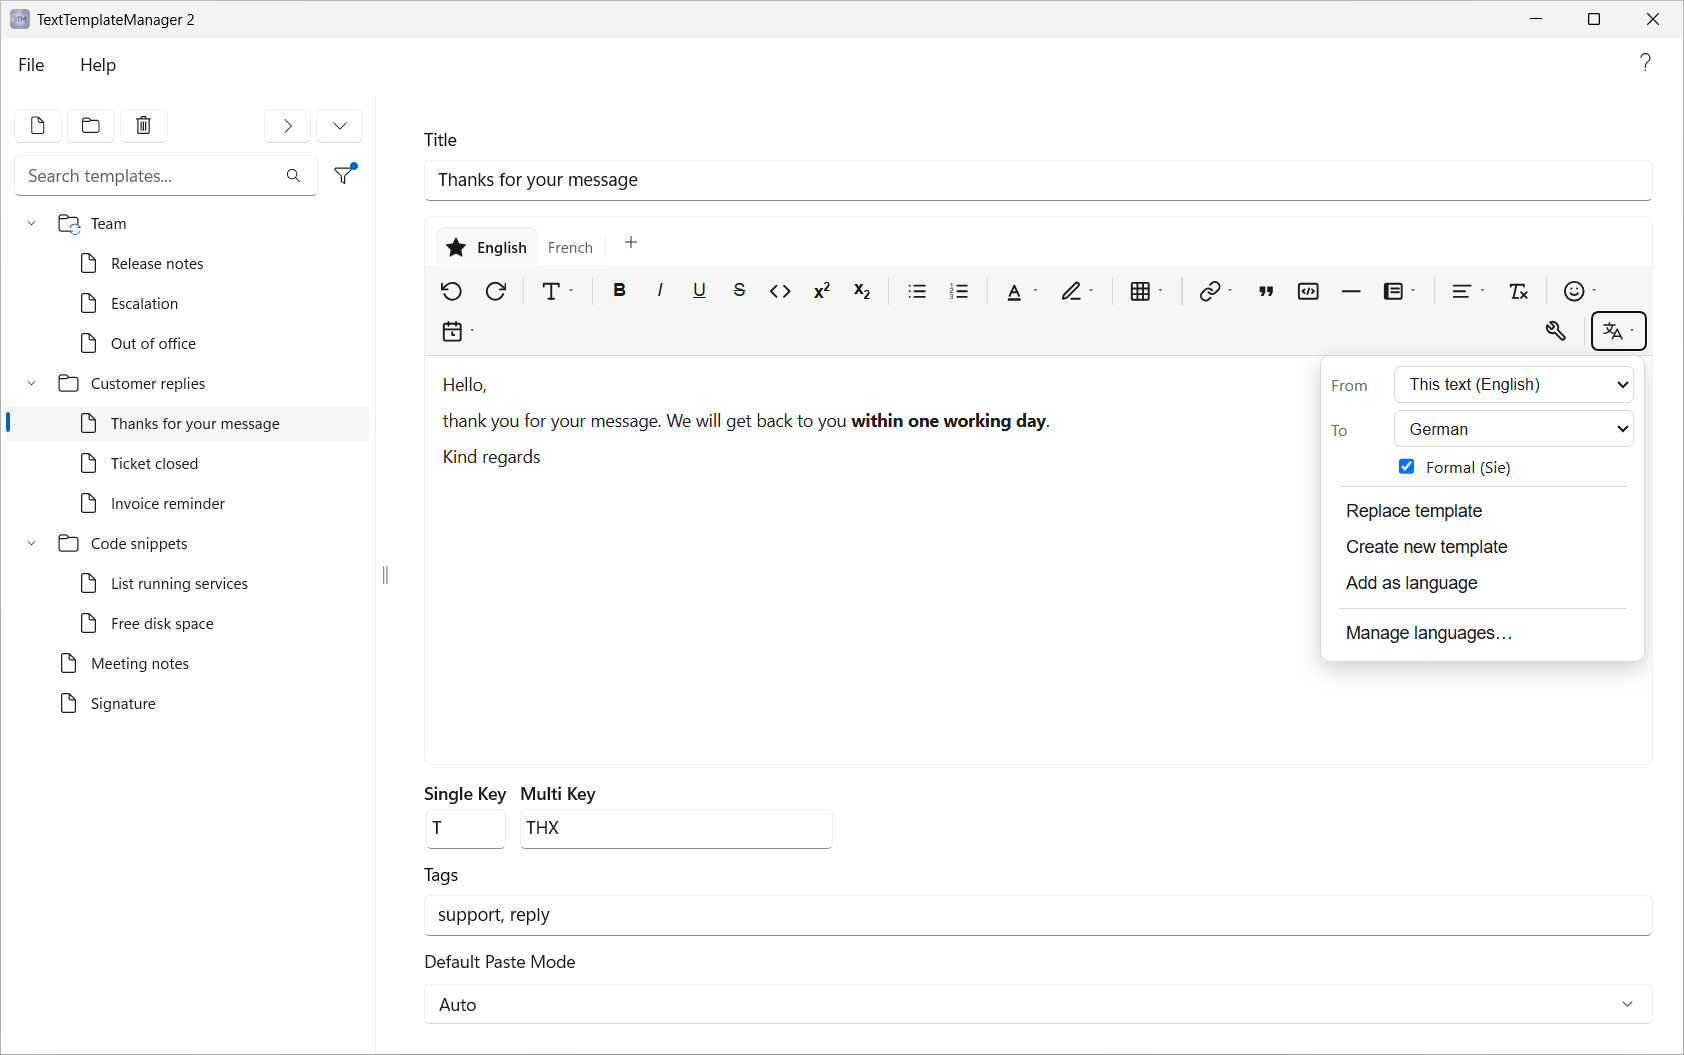 TextTemplateManager 2
File Help
?
Search templates...
Team
Release notes
Escalation
Out of office
Customer replies
Thanks for your message
Ticket closed
Invoice reminder
Code snippets
List running services
Free disk space
Meeting notes
Signature
Title
Thanks for your message
English French +
T B I U S x² x₂ A Tx
Hello,
thank you for your message. We will get back to you within one working day.
Kind regards
From This text (English)
To German
Formal (Sie)
Replace template
Create new template
Add as language
Manage languages…
Single Key Multi Key
T THX
Tags
support, reply
Default Paste Mode
Auto